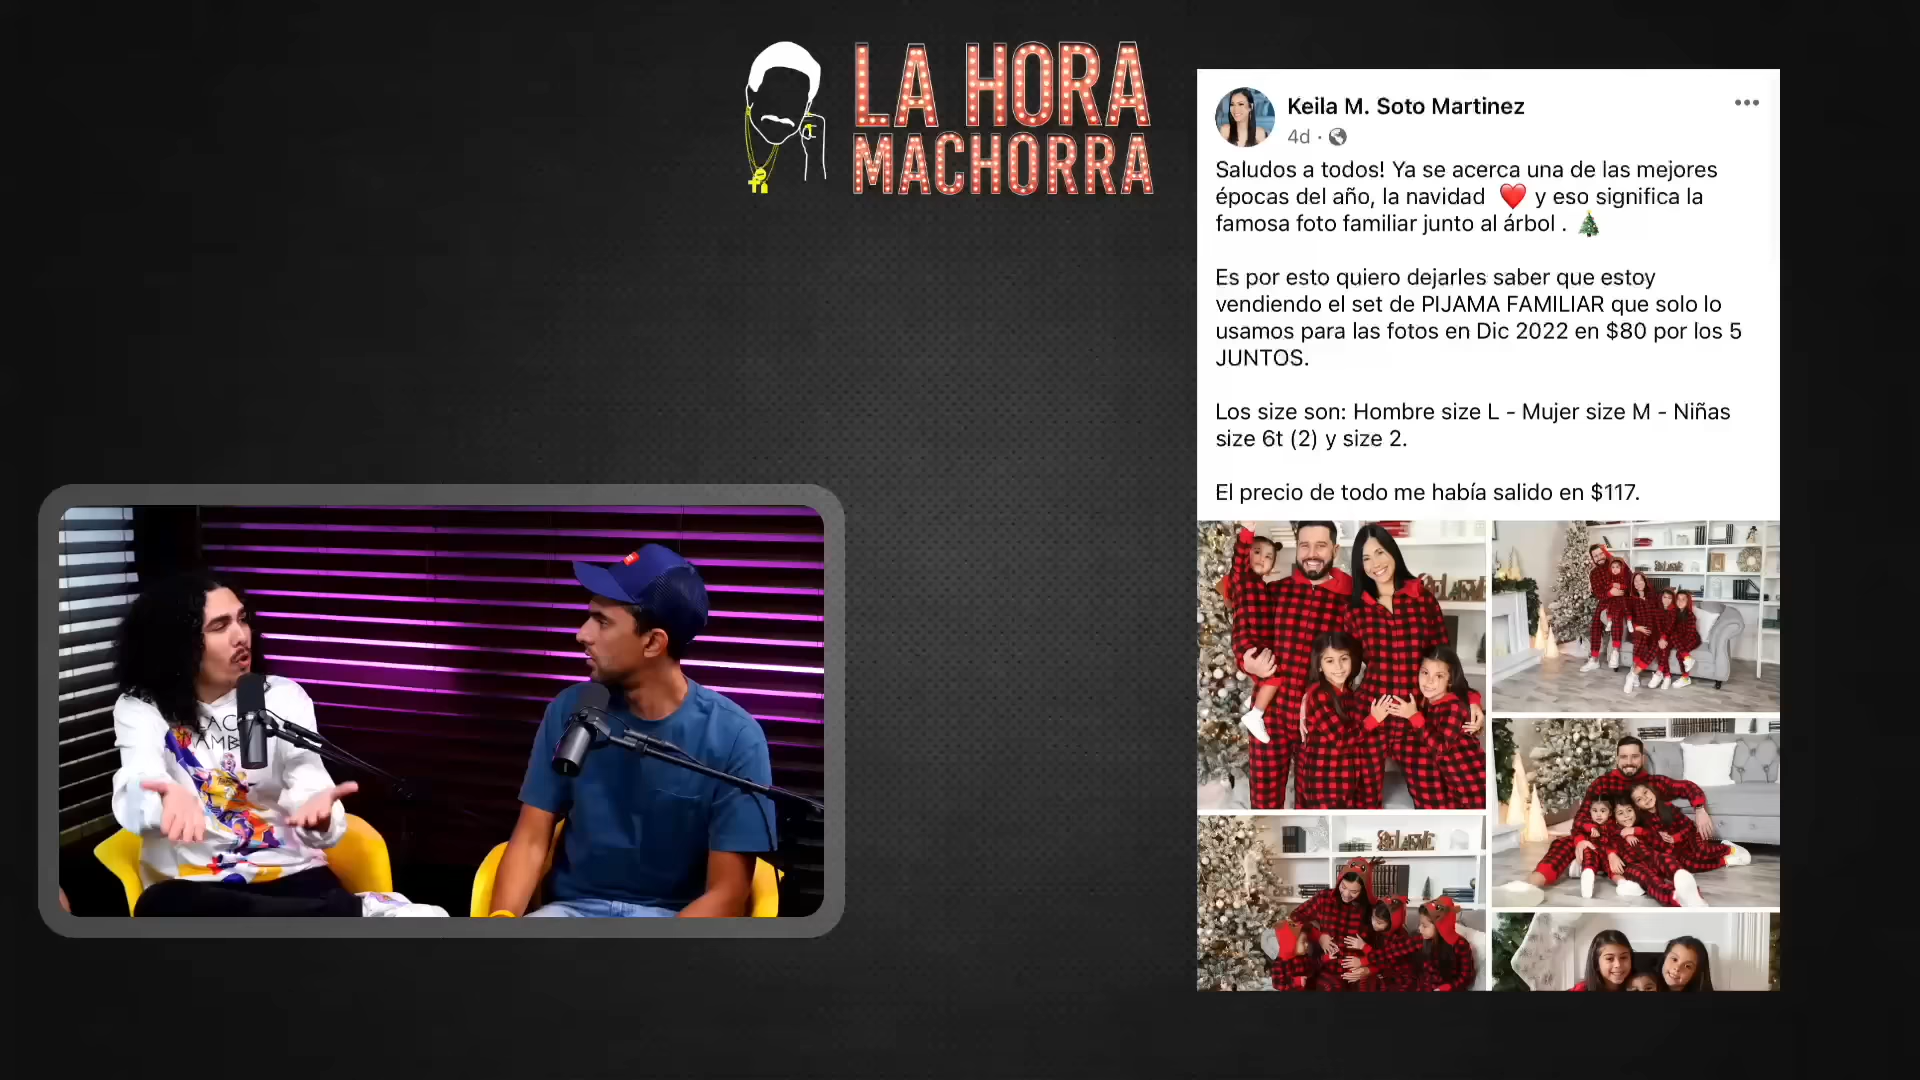 LA HORA
MACHORRA
Keila M. Soto Martinez
4d ·
Saludos a todos! Ya se acerca una de las mejores
épocas del año, la navidad ❤️ y eso significa la
famosa foto familiar junto al árbol . 🎄
Es por esto quiero dejarles saber que estoy
vendiendo el set de PIJAMA FAMILIAR que solo lo
usamos para las fotos en Dic 2022 en $80 por los 5
JUNTOS.
Los size son: Hombre size L - Mujer size M - Niñas
size 6t (2) y size 2.
El precio de todo me había salido en $117.